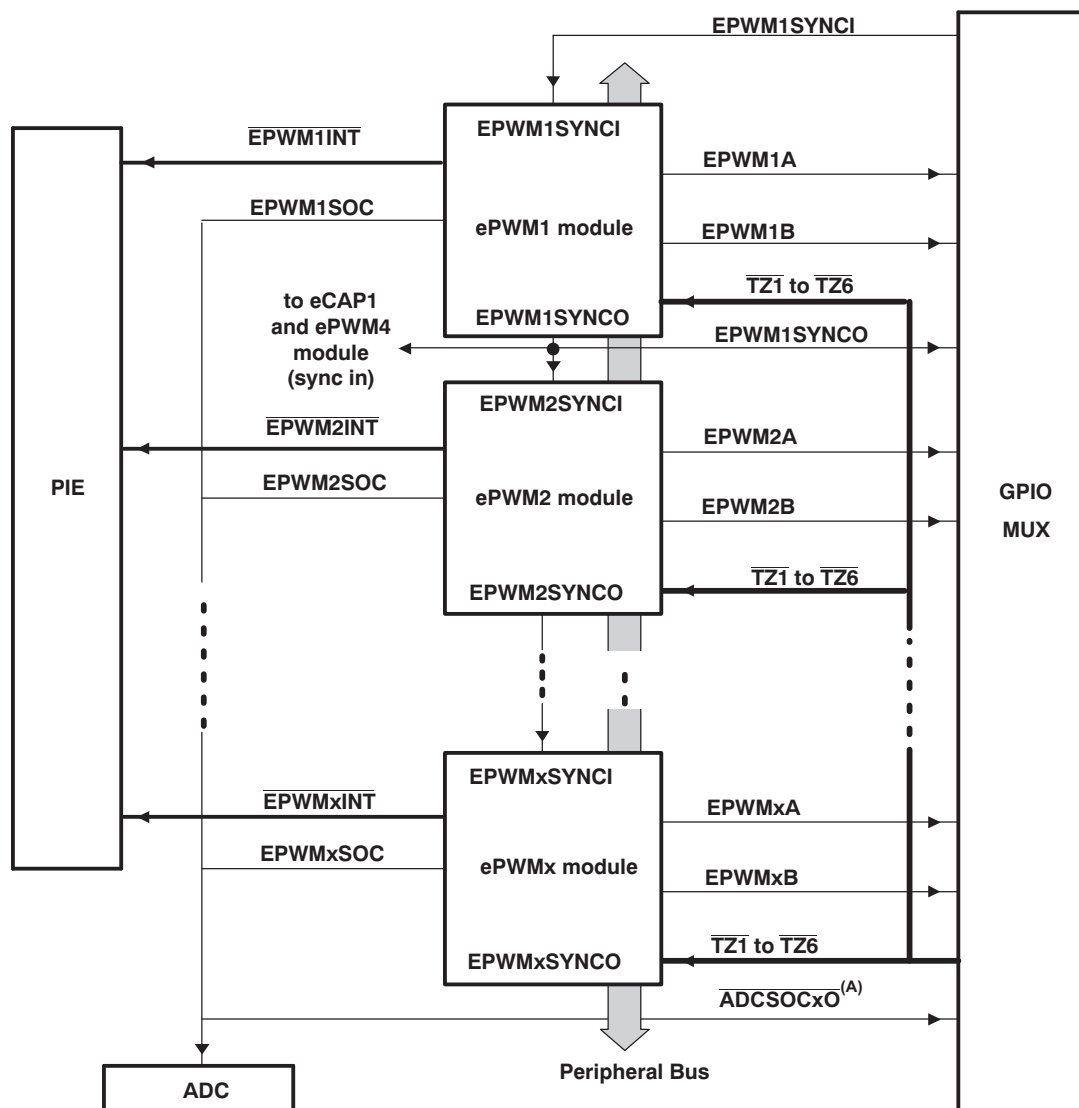 EPWM1SYNCI
EPWM1SYNCI
EPWM1INT
EPWM1A
EPWM1SOC
ePWM1 module
EPWM1B
TZ1 to TZ6
to eCAP1
and ePWM4
module
(sync in)
EPWM1SYNCO
EPWM1SYNCO
EPWM2SYNCI
EPWM2INT
EPWM2A
PIE
EPWM2SOC
ePWM2 module
EPWM2B
GPIO
MUX
TZ1 to TZ6
EPWM2SYNCO
EPWMxSYNCI
EPWMxINT
EPWMxA
EPWMxSOC
ePWMx module
EPWMxB
TZ1 to TZ6
EPWMxSYNCO
ADCSOCxO(A)
Peripheral Bus
ADC